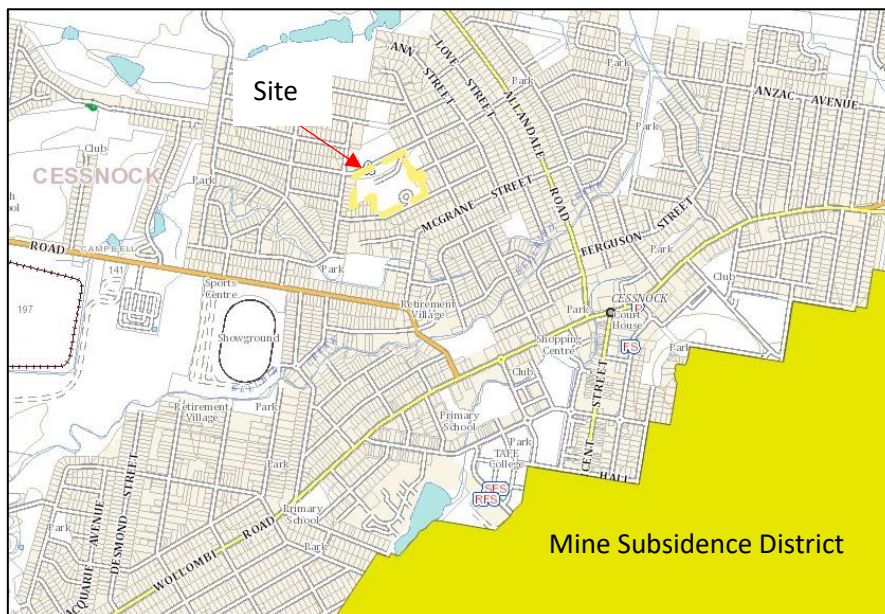 ANN
STREET
LOVE
STREET
ALLANDALE
ROAD
Park
Park
ANZAC AVENUE
Site
Park
Club
CESSNOCK
Park
MCGRANE STREET
FERGUSON STREET
ROAD
CAMPBELL
141
197
Park
Sports
Centre
Showground
Retirement
Village
Park
CESSNOCK
Court
House
P
Club
FS
Park
Shopping
Centre
Club
CENT STREET
HALL
Retirement
Village
Park
Primary
School
Park
TAFE
College
SES
RFS
Park
Primary
School
WOLLOMBI ROAD
Park
Park
ACQUARIE AVENUE
DESMOND STREET
Mine Subsidence District